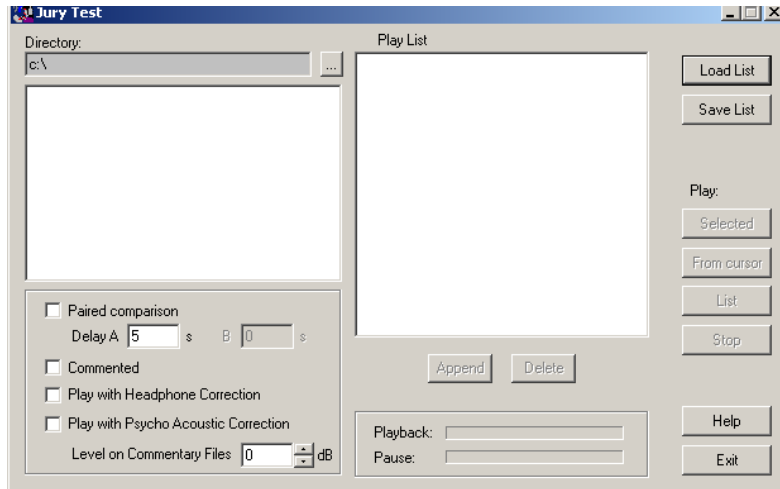 Jury Test
Directory:
c:\
...
Paired comparison
Delay A 5 s B 0 s
Commented
Play with Headphone Correction
Play with Psycho Acoustic Correction
Level on Commentary Files 0 dB
Play List
Append Delete
Playback:
Pause:
Load List
Save List
Play:
Selected
From cursor
List
Stop
Help
Exit